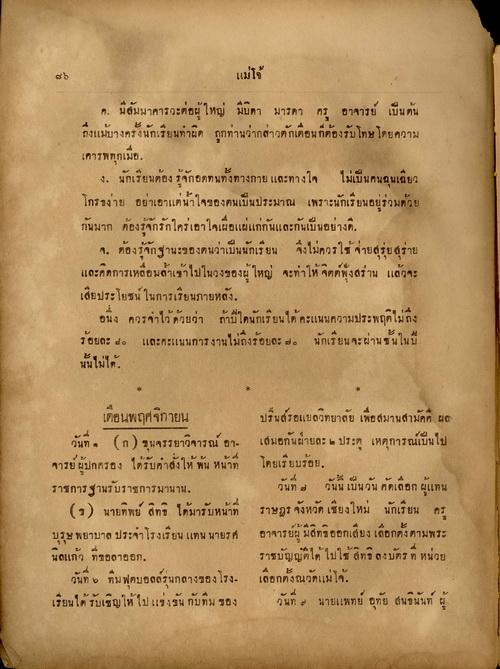 ๘๖
แม่โจ้
ค. มีสัมมาคารวะต่อผู้ใหญ่ มีบิดา มารดา ครู อาจารย์ เป็นต้น
ถึงแม้บางครั้งนักเรียนทำผิด ถูกท่านว่ากล่าวตักเตือนก็ต้องรับโทษโดยความ
เคารพทุกเมื่อ.
ง. นักเรียนต้องรู้จักอดทนทั้งทางกายและทางใจ ไม่เป็นคนฉุนเฉียว
โกรธง่าย อย่าเอาแต่น้ำใจของตนเป็นประมาณ เพราะนักเรียนอยู่ร่วมด้วย
กันมาก ต้องรู้จักรักใคร่เอาใจเผื่อแผ่แก่กันและกันเป็นอย่างดี.
จ. ต้องรู้จักฐานะของตนว่าเป็นนักเรียน จึงไม่ควรใช้จ่ายสุรุ่ยสุร่าย
และคิดการเหลื่อมล้ำเข้าไปในวงของผู้ใหญ่ จะทำให้จิตต์ฟุ้งสร้าน แล้วจะ
เสียประโยชน์ในการเรียนภายหลัง.
อนึ่ง ควรจำไว้ด้วยว่า ถ้าปีใดนักเรียนได้คะแนนความประพฤติไม่ถึง
ร้อยละ ๘๐ และคะแนนการงานไม่ถึงร้อยละ ๗๐ นักเรียนจะผ่านชั้นในปี
นั้นไม่ได้.
* * *
เดือนพฤศจิกายน
วันที่ ๑ (ก) ขุนจรรยาวิจารณ์ อา-
จารย์ผู้ปกครอง ได้รับคำสั่งให้พ้นหน้าที่
ราชการฐานรับราชการมานาน.
(ข) นายทิพย์ สิทธิ ได้มารับหน้าที่
บุรุษพยาบาลประจำโรงเรียนแทนนายรศ
นิลแก้ว ที่ขอลาออก.
วันที่ ๖ ทีมฟุตบอลล์รุ่นกลางของโรง-
เรียนได้รับเชิญให้ไปแข่งขันกับทีมของ
ปรินส์รอแยลวิทยาลัย เพื่อสมานสามัคคี ผล
เสมอกันฝ่ายละ ๒ ประตู เหตุการณ์เป็นไป
โดยเรียบร้อย.
วันที่ ๗ วันนี้เป็นวันคัดเลือกผู้แทน
ราษฎรจังหวัดเชียงใหม่ นักเรียน ครู
อาจารย์ผู้มีสิทธิออกเสียงเลือกตั้งตามพระ
ราชบัญญัติได้ไปใช้สิทธิลงบัตรที่หน่วย
เลือกตั้งณวัดแม่โจ้.
วันที่ ๙ นายแพทย์ อุทัย สนธินันท์ ผู้